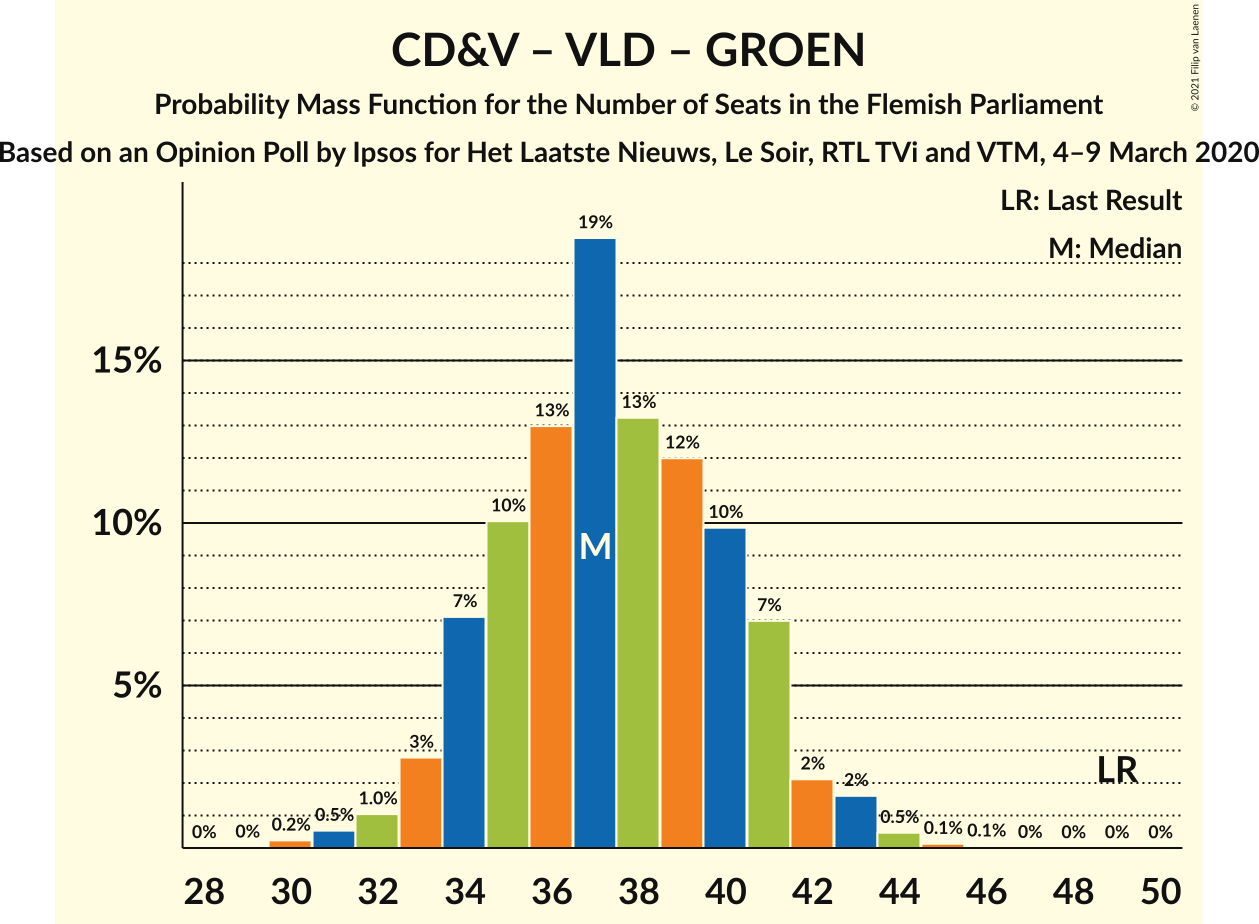 CD&V – VLD – GROEN
© 2021 Filip van Laenen
Probability Mass Function for the Number of Seats in the Flemish Parliament
Based on an Opinion Poll by Ipsos for Het Laatste Nieuws, Le Soir, RTL TVi and VTM, 4–9 March 2020
LR: Last Result
M: Median
15%
10%
5%
0% 0% 0.2% 0.5% 1.0% 3% 7% 10% 13% 19% 13% 12% 10% 7% 2% 2% 0.5% 0.1% 0.1% 0% 0% 0% 0%
M
LR
28 30 32 34 36 38 40 42 44 46 48 50